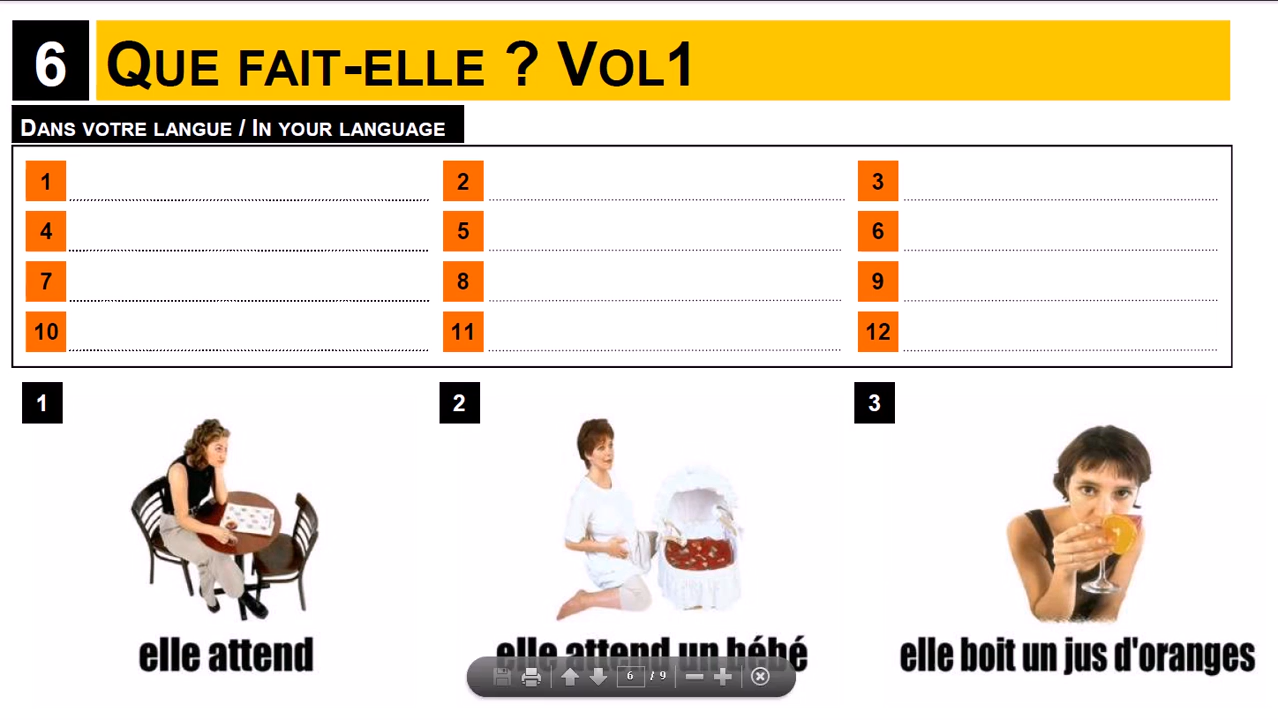 6 QUE FAIT-ELLE ? VOL1
DANS VOTRE LANGUE / IN YOUR LANGUAGE
1 2 3
4 5 6
7 8 9
10 11 12
1 2 3
elle attend elle attend un bébé elle boit un jus d'oranges
6 / 9